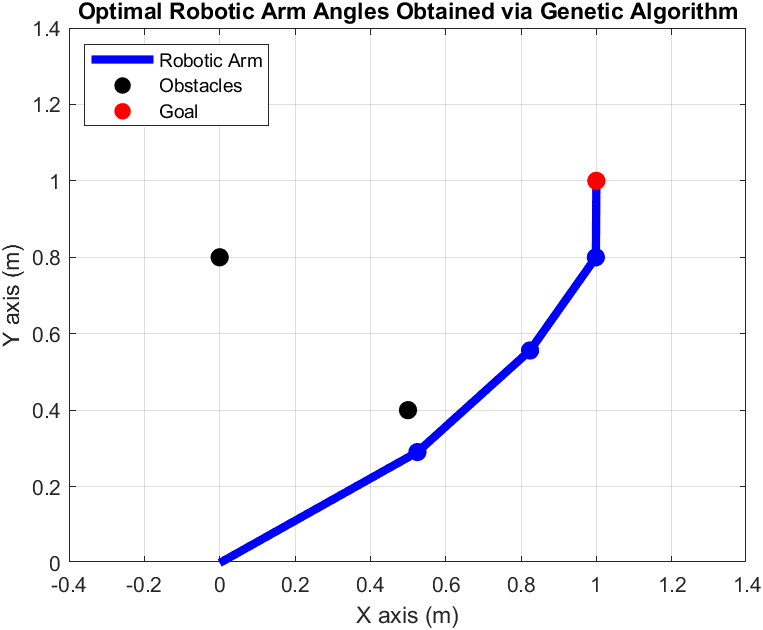 Optimal Robotic Arm Angles Obtained via Genetic Algorithm
Robotic Arm
Obstacles
Goal
Y axis (m)
1.4
1.2
1
0.8
0.6
0.4
0.2
0
-0.4 -0.2 0 0.2 0.4 0.6 0.8 1 1.2 1.4
X axis (m)